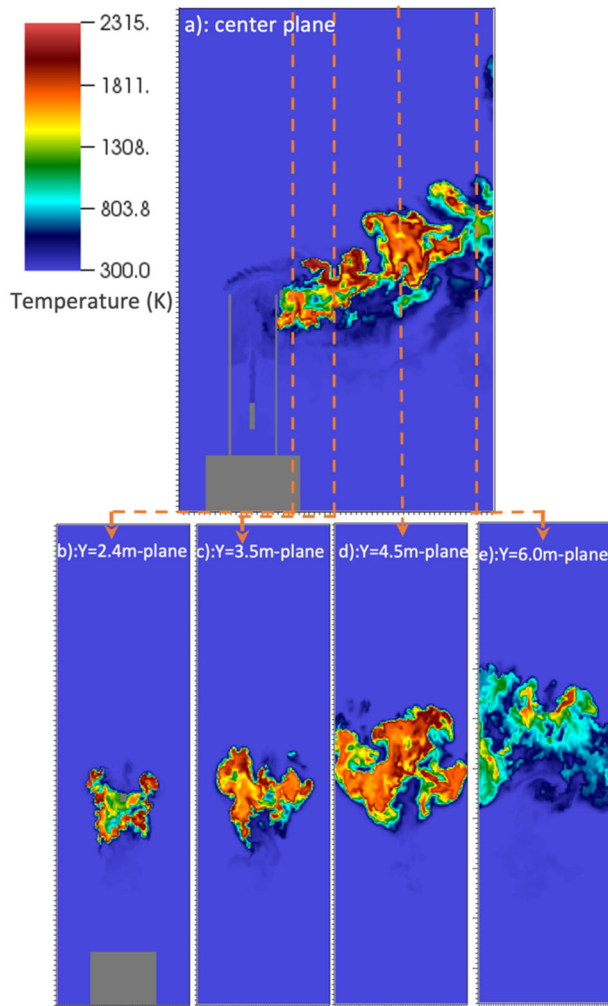 2315.
1811.
1308.
803.8
300.0
Temperature (K)
a): center plane
b):Y=2.4m-plane
c):Y=3.5m-plane
d):Y=4.5m-plane
e):Y=6.0m-plane